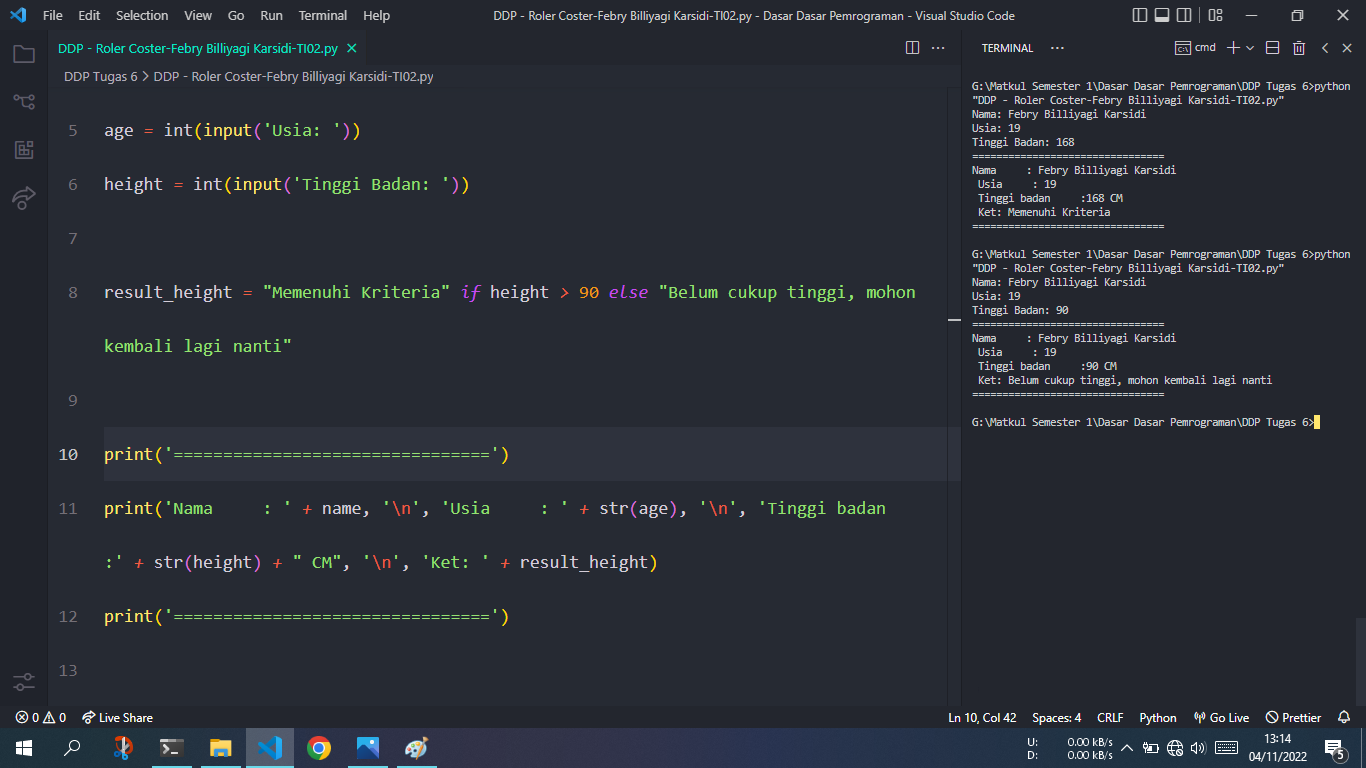 File Edit Selection View Go Run Terminal Help DDP - Roler Coster-Febry Billiyagi Karsidi-TI02.py - Dasar Dasar Pemrograman - Visual Studio Code
DDP - Roler Coster-Febry Billiyagi Karsidi-TI02.py
DDP Tugas 6 > DDP - Roler Coster-Febry Billiyagi Karsidi-TI02.py
5 age = int(input('Usia: '))
6 height = int(input('Tinggi Badan: '))
7
8 result_height = "Memenuhi Kriteria" if height > 90 else "Belum cukup tinggi, mohon
kembali lagi nanti"
9
10 print('================================')
11 print('Nama     : ' + name, '\n', 'Usia     : ' + str(age), '\n', 'Tinggi badan
:' + str(height) + " CM", '\n', 'Ket: ' + result_height)
12 print('================================')
13
TERMINAL cmd
G:\Matkul Semester 1\Dasar Dasar Pemrograman\DDP Tugas 6>python
"DDP - Roler Coster-Febry Billiyagi Karsidi-TI02.py"
Nama: Febry Billiyagi Karsidi
Usia: 19
Tinggi Badan: 168
================================
Nama     : Febry Billiyagi Karsidi
 Usia     : 19
 Tinggi badan     :168 CM
 Ket: Memenuhi Kriteria
================================
G:\Matkul Semester 1\Dasar Dasar Pemrograman\DDP Tugas 6>python
"DDP - Roler Coster-Febry Billiyagi Karsidi-TI02.py"
Nama: Febry Billiyagi Karsidi
Usia: 19
Tinggi Badan: 90
================================
Nama     : Febry Billiyagi Karsidi
 Usia     : 19
 Tinggi badan     :90 CM
 Ket: Belum cukup tinggi, mohon kembali lagi nanti
================================
G:\Matkul Semester 1\Dasar Dasar Pemrograman\DDP Tugas 6>
0 0 Live Share Ln 10, Col 42 Spaces: 4 CRLF Python Go Live Prettier
U: 0.00 kB/s
D: 0.00 kB/s
13:14
04/11/2022
5